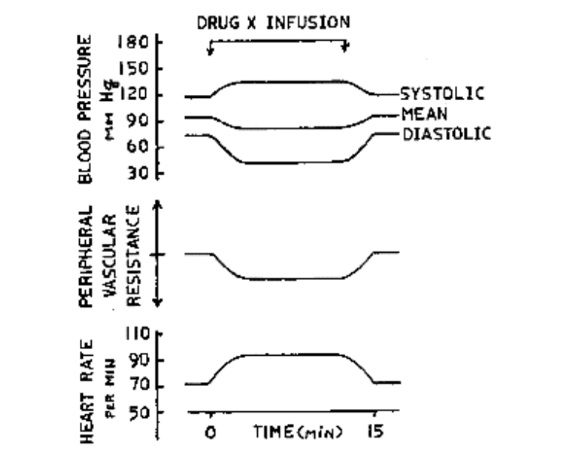 DRUG X INFUSION
BLOOD PRESSURE
MM Hg
180
150
120
90
60
30
SYSTOLIC
MEAN
DIASTOLIC
PERIPHERAL
VASCULAR
RESISTANCE
HEART RATE
PER MIN
110
90
70
50
0
TIME(MIN)
15